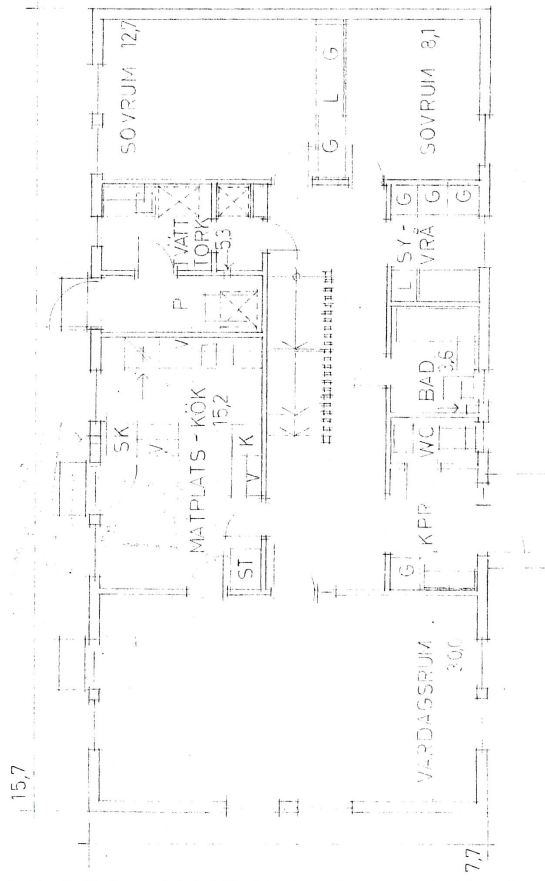 15,7
7,7
VARDAGSRUM
30,0
MATPLATS - KÖK
15,2
SK
V
V
K
V
ST
P
TVÄTT
TORK
5,3
SOVRUM 12,7
G L G
SOVRUM 8,1
SY-
VRÅ
L
G
G
G
BAD
3,6
WC
KPR
G